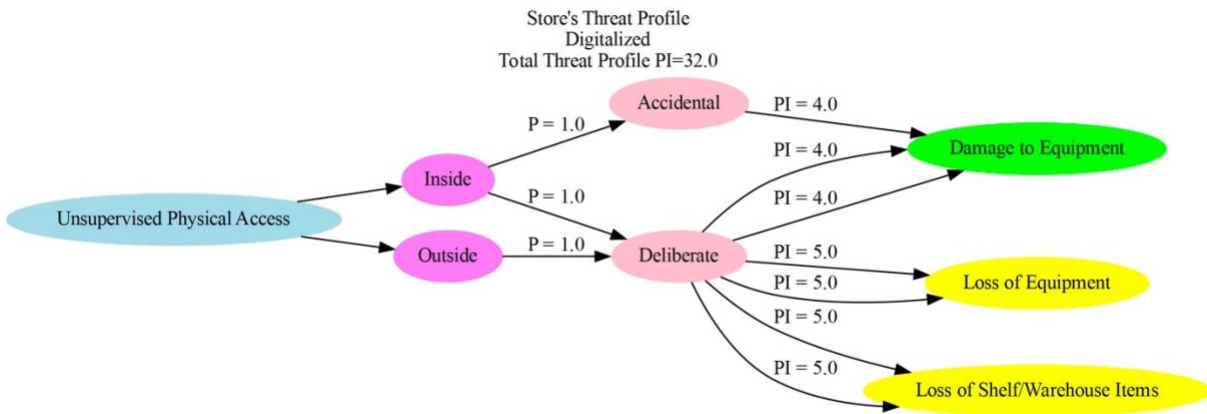 Store's Threat Profile
Digitalized
Total Threat Profile PI=32.0
Accidental
PI = 4.0
P = 1.0
Damage to Equipment
PI = 4.0
Inside
P = 1.0
PI = 4.0
Unsupervised Physical Access
Outside
P = 1.0
Deliberate
PI = 5.0
Loss of Equipment
PI = 5.0
PI = 5.0
PI = 5.0
Loss of Shelf/Warehouse Items